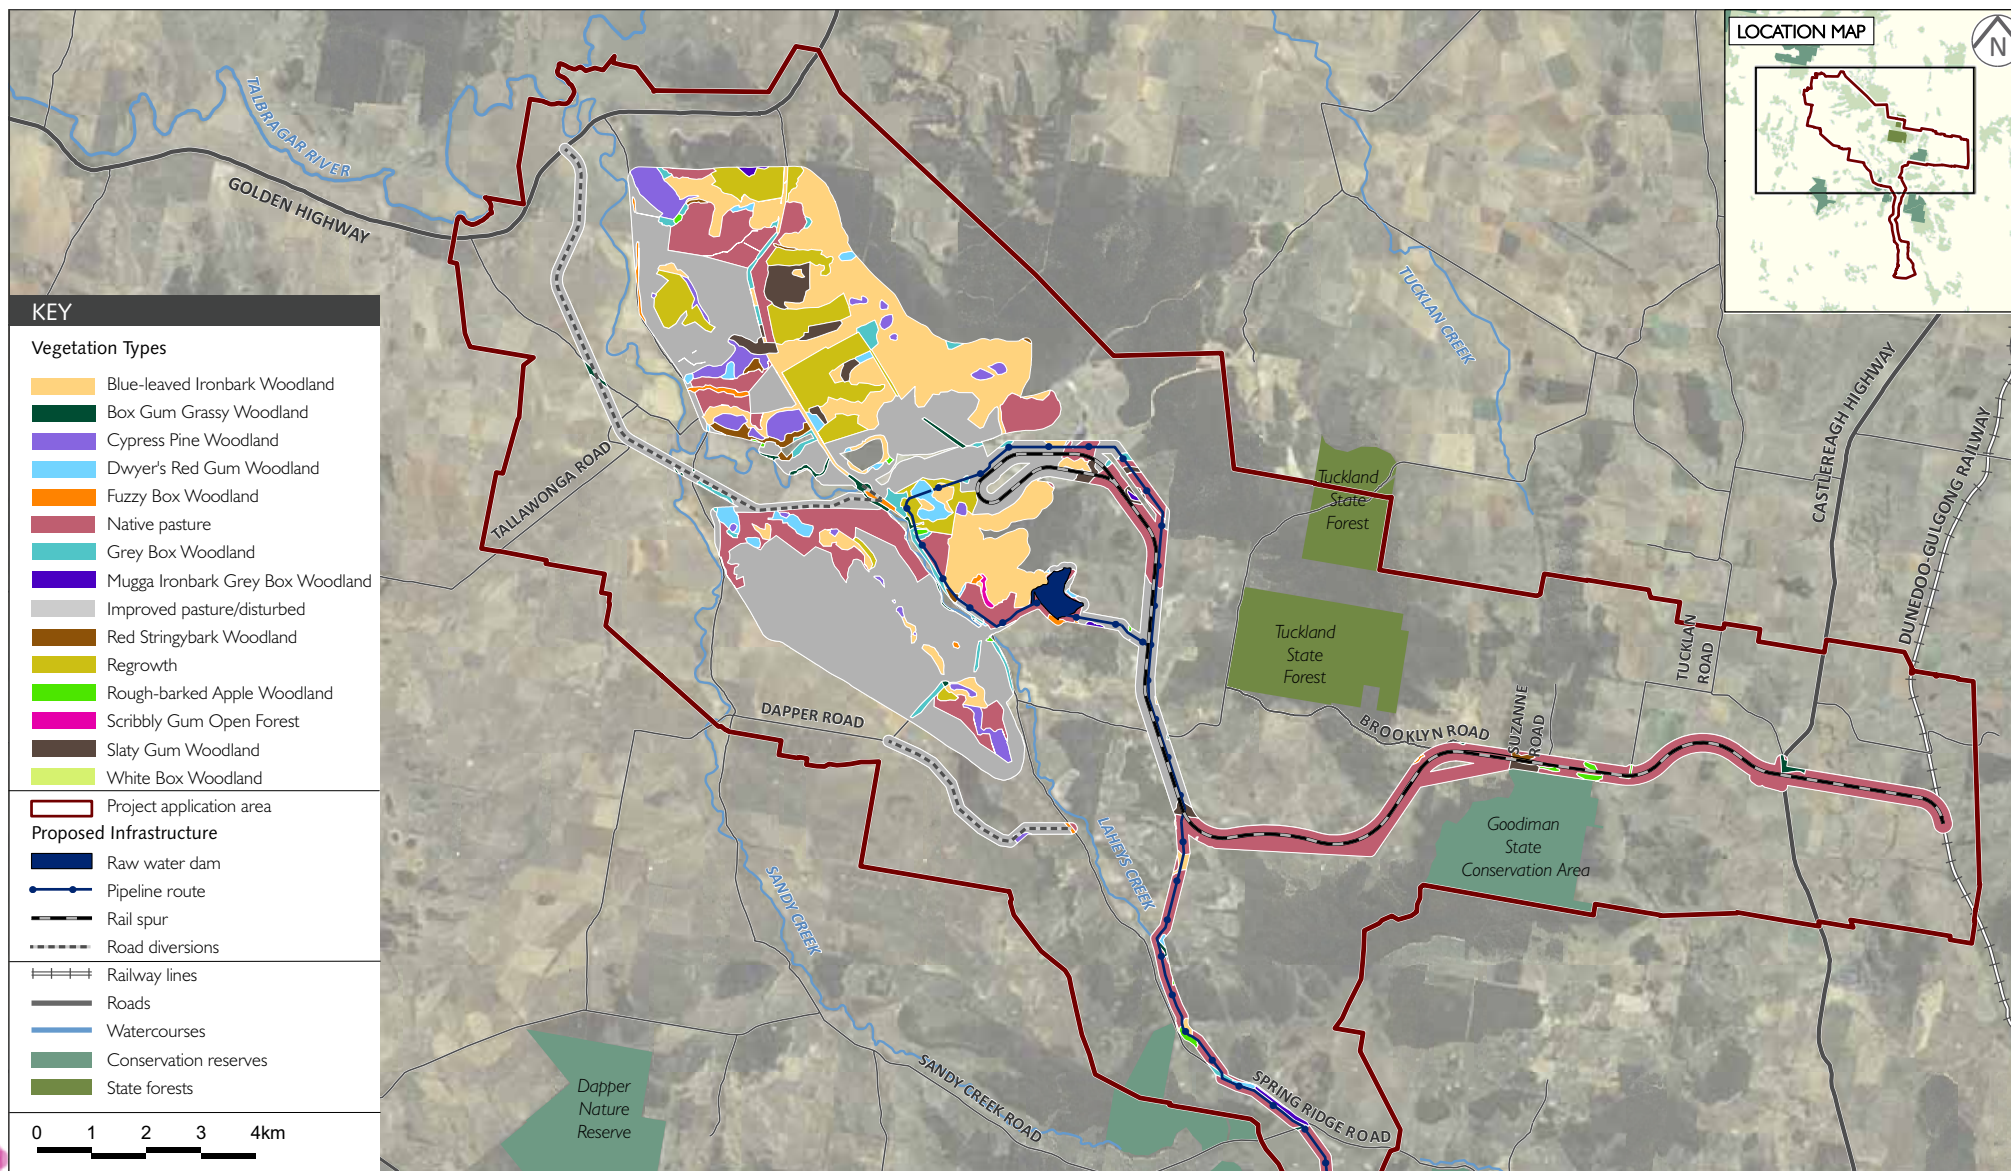 LOCATION MAP
N
TALBRAGAR RIVER
GOLDEN HIGHWAY
TUCKLAN CREEK
CASTLEREAGH HIGHWAY
DUNEDOO-GULGONG RAILWAY
TALLAWONGA ROAD
Tuckland
State
Forest
Tuckland
State
Forest
TUCKLAN
ROAD
DAPPER ROAD
BROOKLYN ROAD
SUZANNE
ROAD
Goodiman
State
Conservation Area
LAHEYS CREEK
SANDY CREEK
SANDY CREEK ROAD
SPRING RIDGE ROAD
Dapper
Nature
Reserve
KEY
Vegetation Types
Blue-leaved Ironbark Woodland
Box Gum Grassy Woodland
Cypress Pine Woodland
Dwyer's Red Gum Woodland
Fuzzy Box Woodland
Native pasture
Grey Box Woodland
Mugga Ironbark Grey Box Woodland
Improved pasture/disturbed
Red Stringybark Woodland
Regrowth
Rough-barked Apple Woodland
Scribbly Gum Open Forest
Slaty Gum Woodland
White Box Woodland
Project application area
Proposed Infrastructure
Raw water dam
Pipeline route
Rail spur
Road diversions
Railway lines
Roads
Watercourses
Conservation reserves
State forests
0 1 2 3 4km